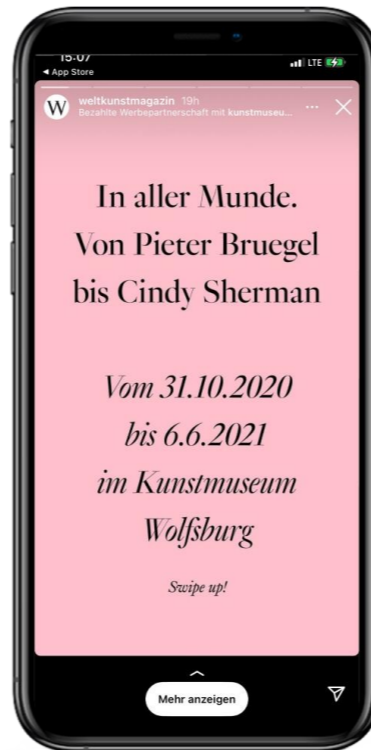 15:07
◀ App Store
LTE
W
weltkunstmagazin 19h
Bezahlte Werbepartnerschaft mit kunstmuseu...
In aller Munde.
Von Pieter Bruegel
bis Cindy Sherman
Vom 31.10.2020
bis 6.6.2021
im Kunstmuseum
Wolfsburg
Swipe up!
Mehr anzeigen